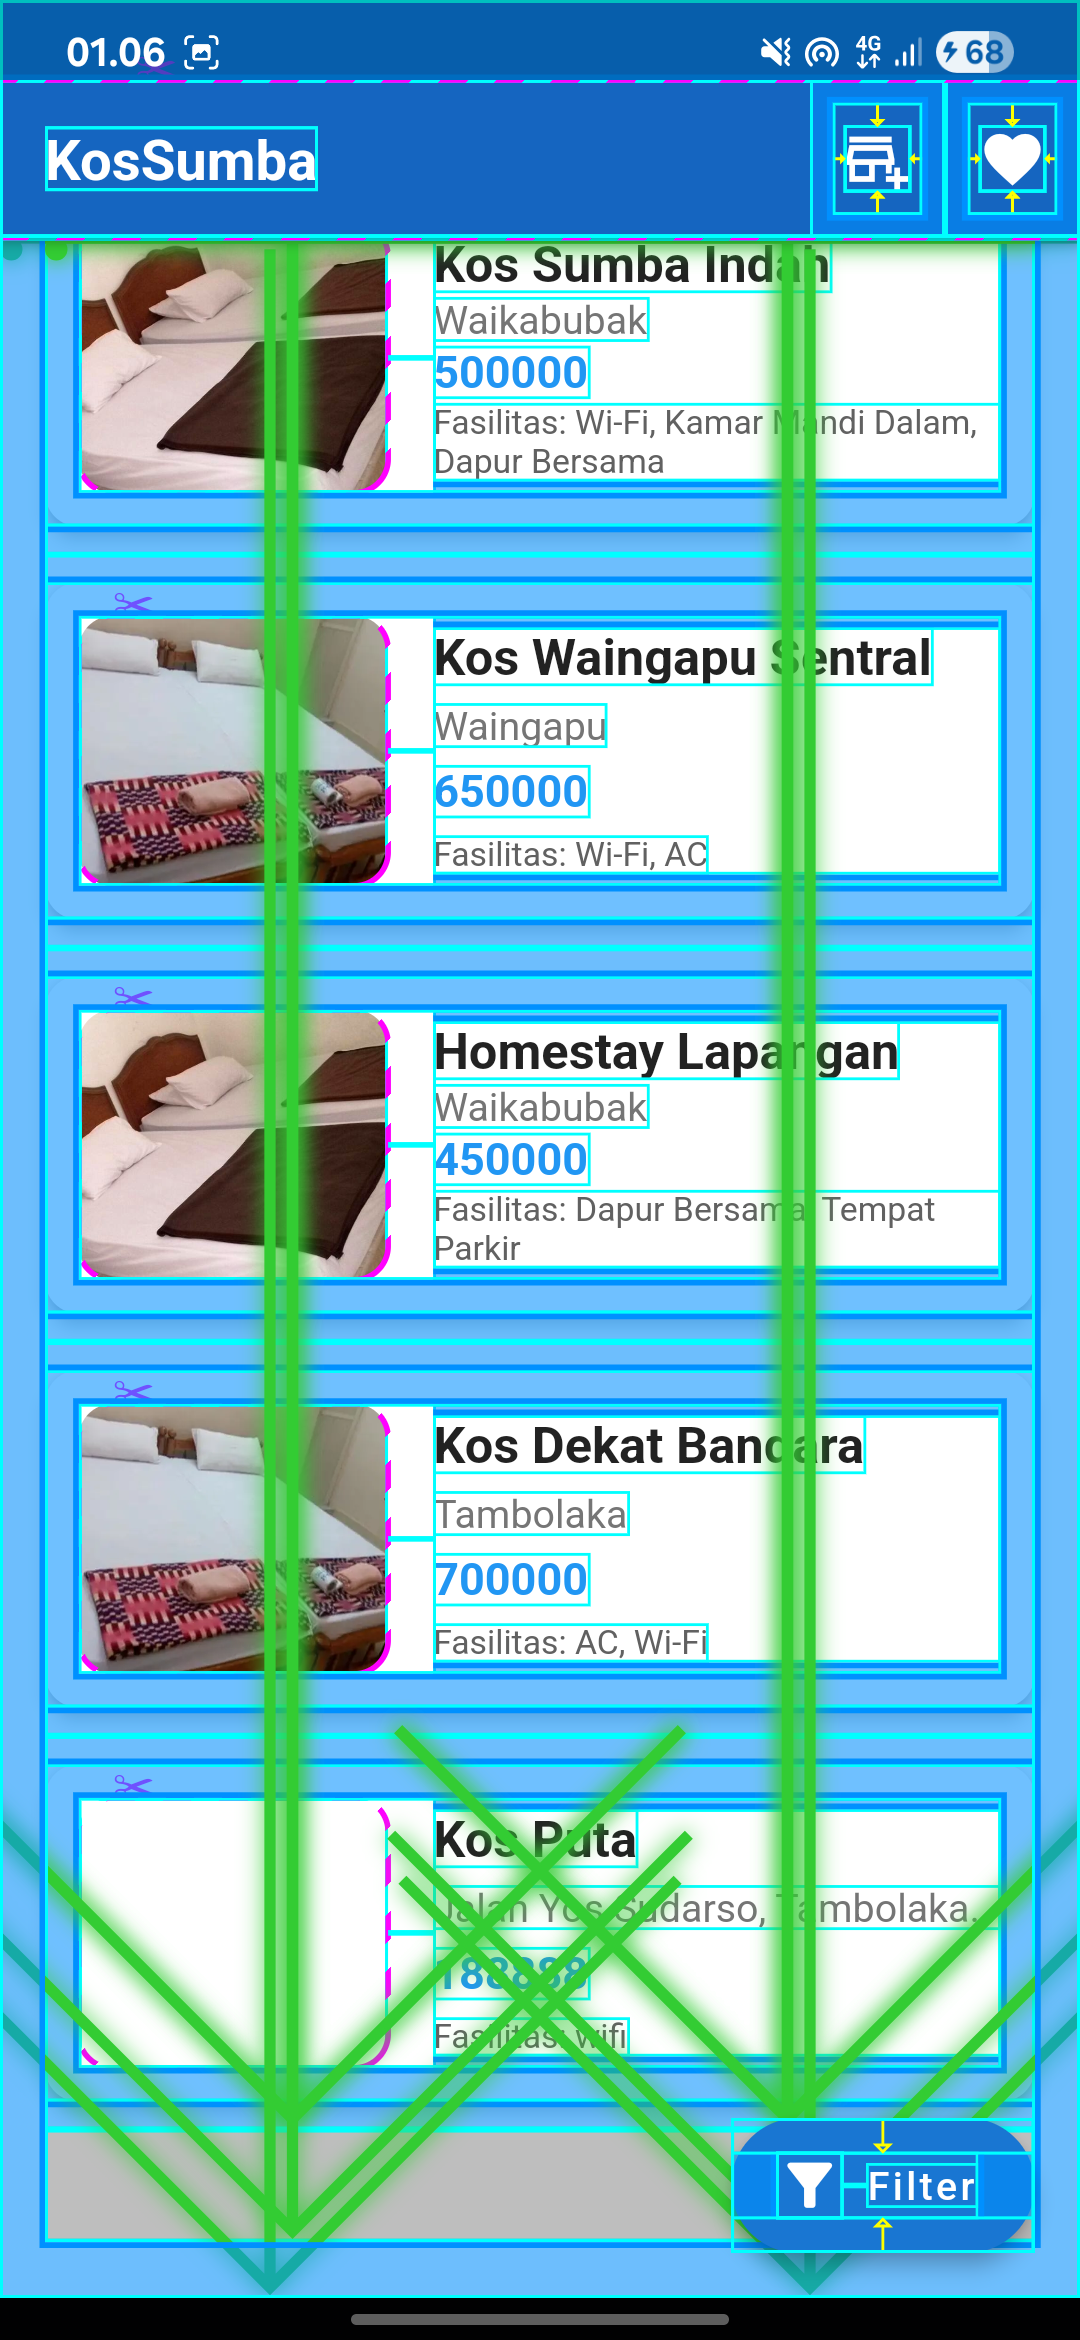 01.06
4G
68
KosSumba
Kos Sumba Indah
Waikabubak
500000
Fasilitas: Wi-Fi, Kamar Mandi Dalam,
Dapur Bersama
Kos Waingapu Sentral
Waingapu
650000
Fasilitas: Wi-Fi, AC
Homestay Lapangan
Waikabubak
450000
Fasilitas: Dapur Bersama, Tempat
Parkir
Kos Dekat Bandara
Tambolaka
700000
Fasilitas: AC, Wi-Fi
Kos Puta
Jalan Yos Sudarso, Tambolaka.
188888
Fasilitas: wifi
Filter